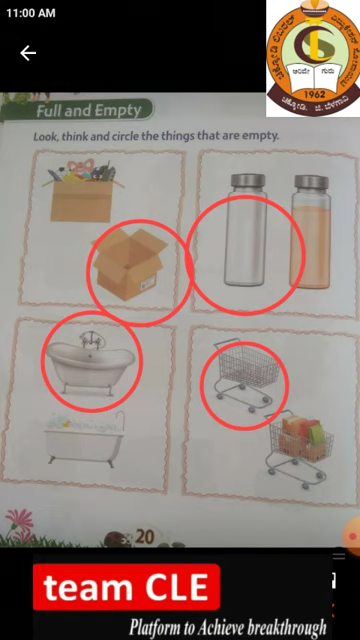 11:00 AM
1962
Full and Empty
Look, think and circle the things that are empty.
20
team CLE
Platform to Achieve breakthrough